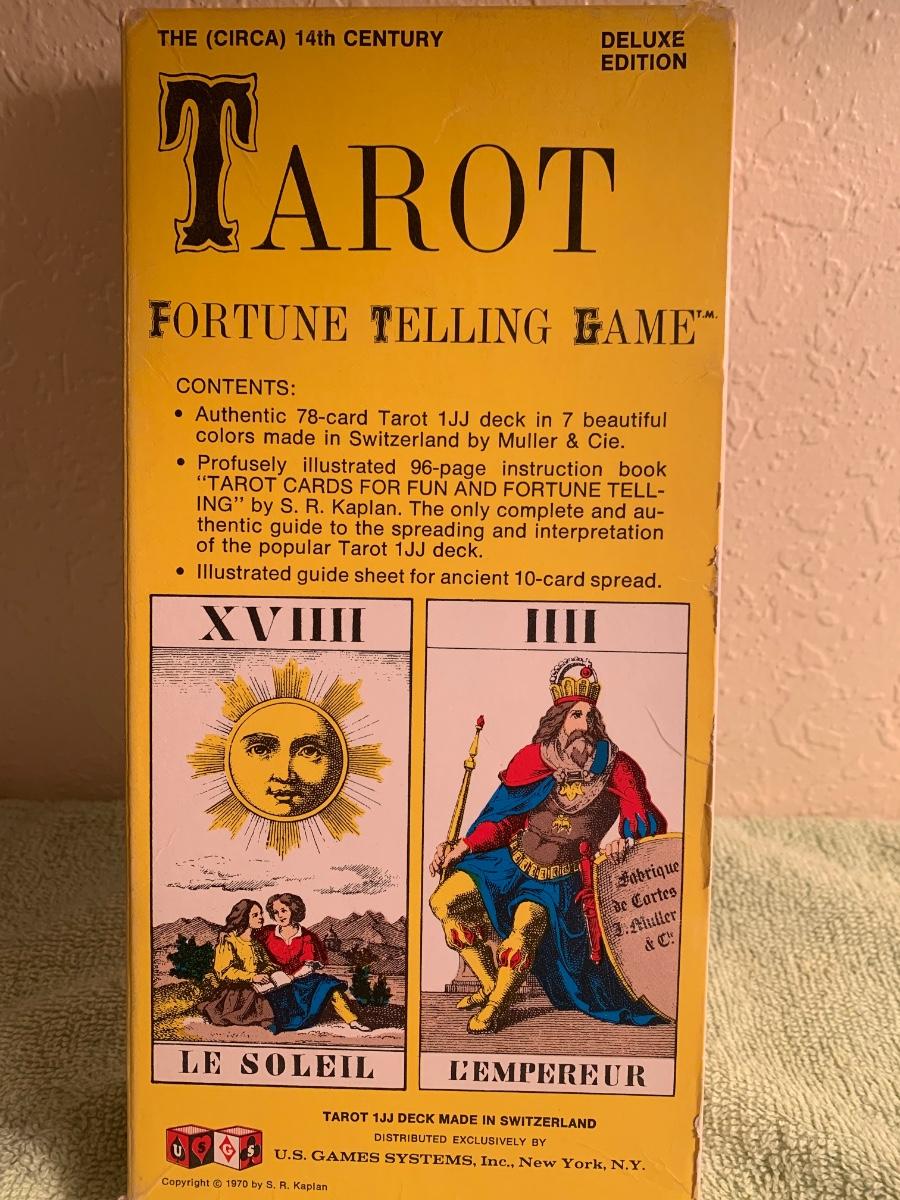 THE (CIRCA) 14th CENTURY
DELUXE
EDITION
TAROT
FORTUNE TELLING GAME T.M.
CONTENTS:
• Authentic 78-card Tarot 1JJ deck in 7 beautiful
colors made in Switzerland by Muller & Cie.
• Profusely illustrated 96-page instruction book
“TAROT CARDS FOR FUN AND FORTUNE TELL-
ING” by S. R. Kaplan. The only complete and au-
thentic guide to the spreading and interpretation
of the popular Tarot 1JJ deck.
• Illustrated guide sheet for ancient 10-card spread.
XVIIII
LE SOLEIL
IIII
Fabrique
de Cartes
J. Muller
& Cie.
L'EMPEREUR
TAROT 1JJ DECK MADE IN SWITZERLAND
DISTRIBUTED EXCLUSIVELY BY
U.S. GAMES SYSTEMS, Inc., New York, N.Y.
U S G S
Copyright © 1970 by S. R. Kaplan